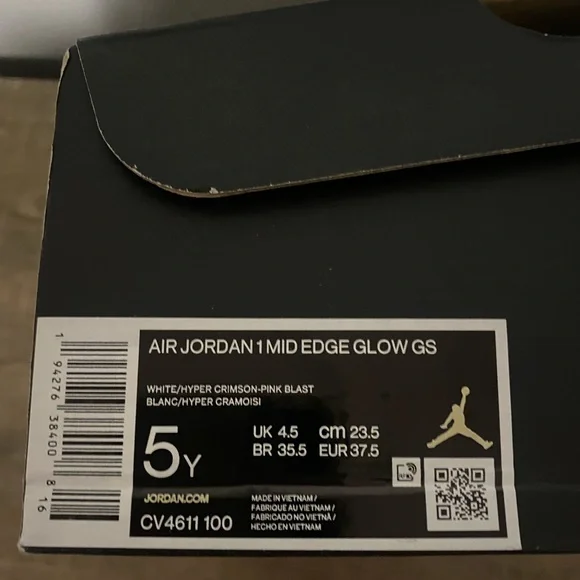 AIR JORDAN 1 MID EDGE GLOW GS
WHITE/HYPER CRIMSON-PINK BLAST
BLANC/HYPER CRAMOISI
5Y
UK 4.5 cm 23.5
BR 35.5 EUR 37.5
JORDAN.COM
CV4611 100
MADE IN VIETNAM /
FABRIQUE AU VIETNAM /
FABRICADO NO VIETNÃ /
HECHO EN VIETNAM
1 94276 38400 8 16